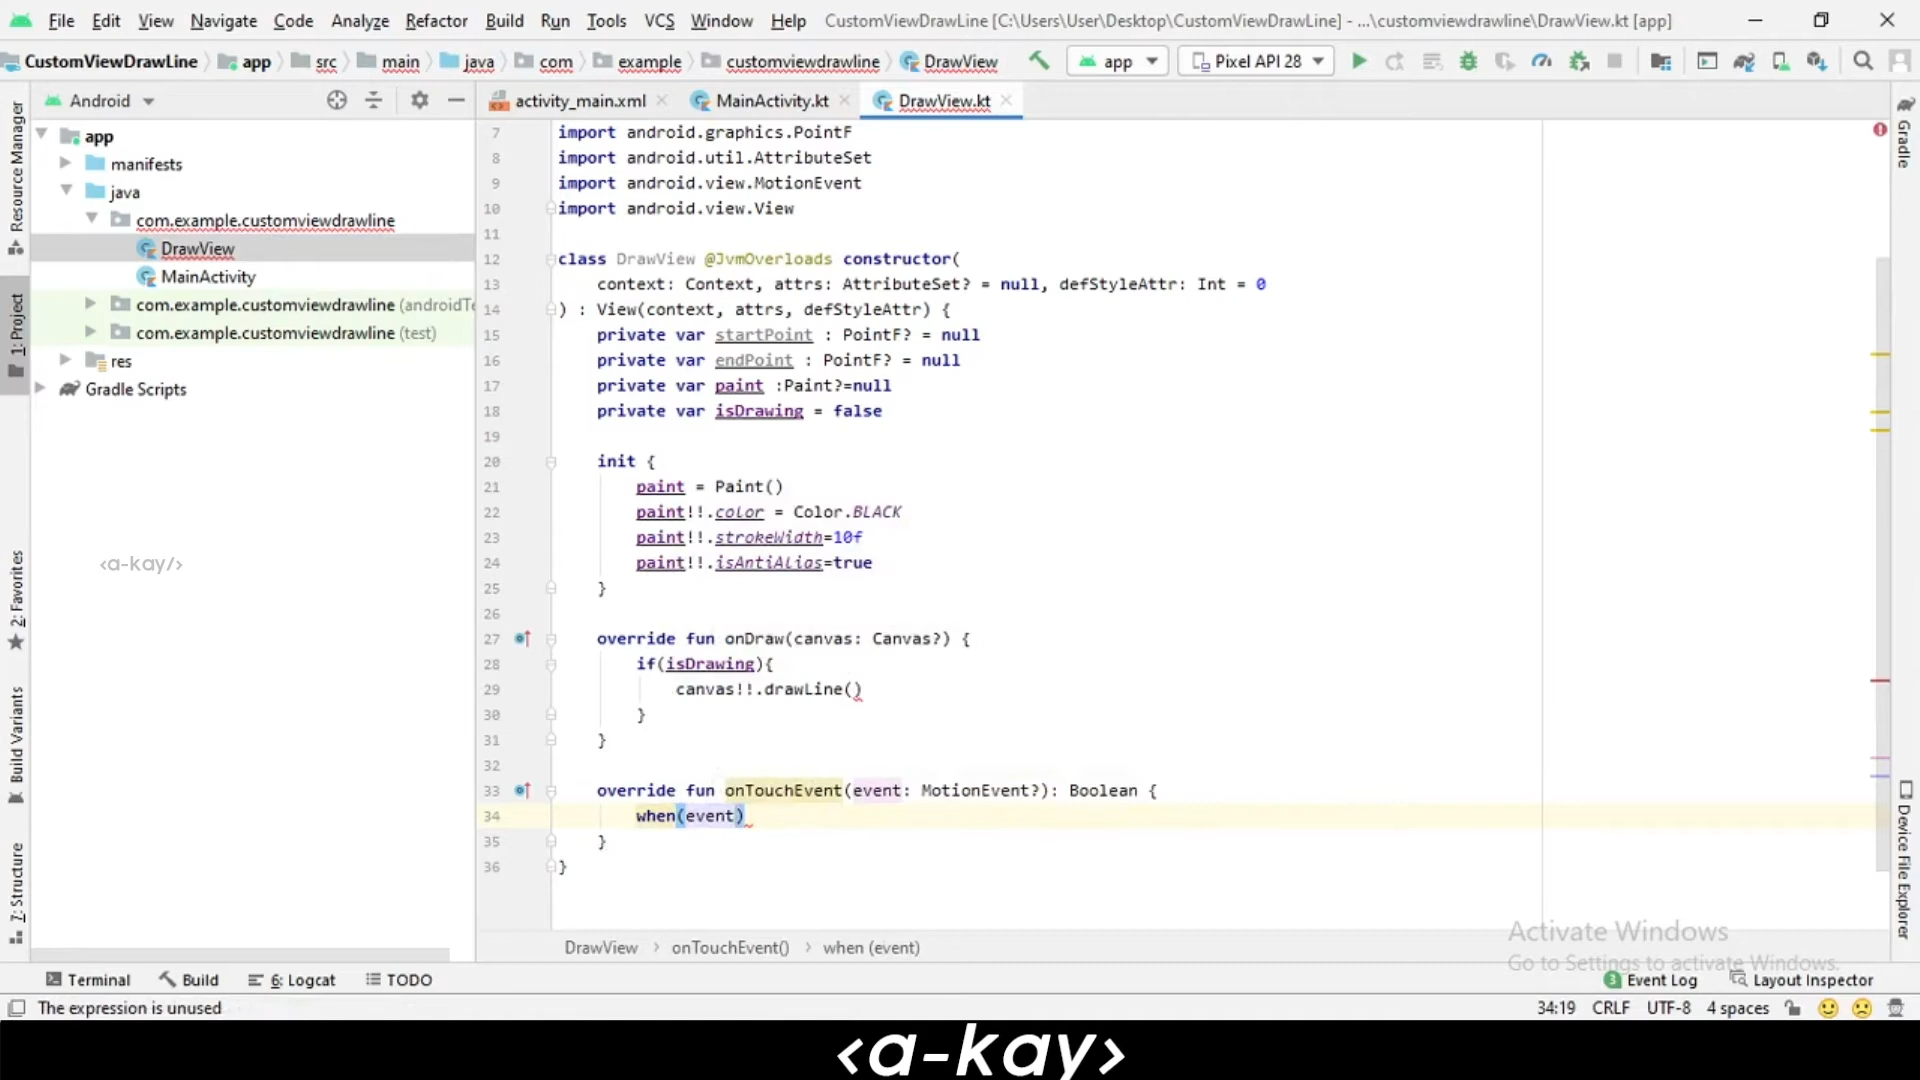 File Edit View Navigate Code Analyze Refactor Build Run Tools VCS Window Help CustomViewDrawLine [C:\Users\User\Desktop\CustomViewDrawLine] - ...\customviewdrawline\DrawView.kt [app]
CustomViewDrawLine app src main java com example customviewdrawline DrawView app Pixel API 28
Android
activity_main.xml MainActivity.kt DrawView.kt
Resource Manager
1: Project
2: Favorites
Build Variants
7: Structure
app
manifests
java
com.example.customviewdrawline
DrawView
MainActivity
com.example.customviewdrawline (androidTe
com.example.customviewdrawline (test)
res
Gradle Scripts
<a-kay/>
7 import android.graphics.PointF
8 import android.util.AttributeSet
9 import android.view.MotionEvent
10 import android.view.View
11
12 class DrawView @JvmOverloads constructor(
13 context: Context, attrs: AttributeSet? = null, defStyleAttr: Int = 0
14 ) : View(context, attrs, defStyleAttr) {
15 private var startPoint : PointF? = null
16 private var endPoint : PointF? = null
17 private var paint :Paint?=null
18 private var isDrawing = false
19
20 init {
21 paint = Paint()
22 paint!!.color = Color.BLACK
23 paint!!.strokeWidth=10f
24 paint!!.isAntiAlias=true
25 }
26
27 override fun onDraw(canvas: Canvas?) {
28 if(isDrawing){
29 canvas!!.drawLine()
30 }
31 }
32
33 override fun onTouchEvent(event: MotionEvent?): Boolean {
34 when(event)
35 }
36 }
Gradle
Device File Explorer
DrawView > onTouchEvent() > when (event)
Activate Windows
Go to Settings to activate Windows.
Terminal Build 6: Logcat TODO 3 Event Log Layout Inspector
The expression is unused 34:19 CRLF UTF-8 4 spaces
<a-kay>